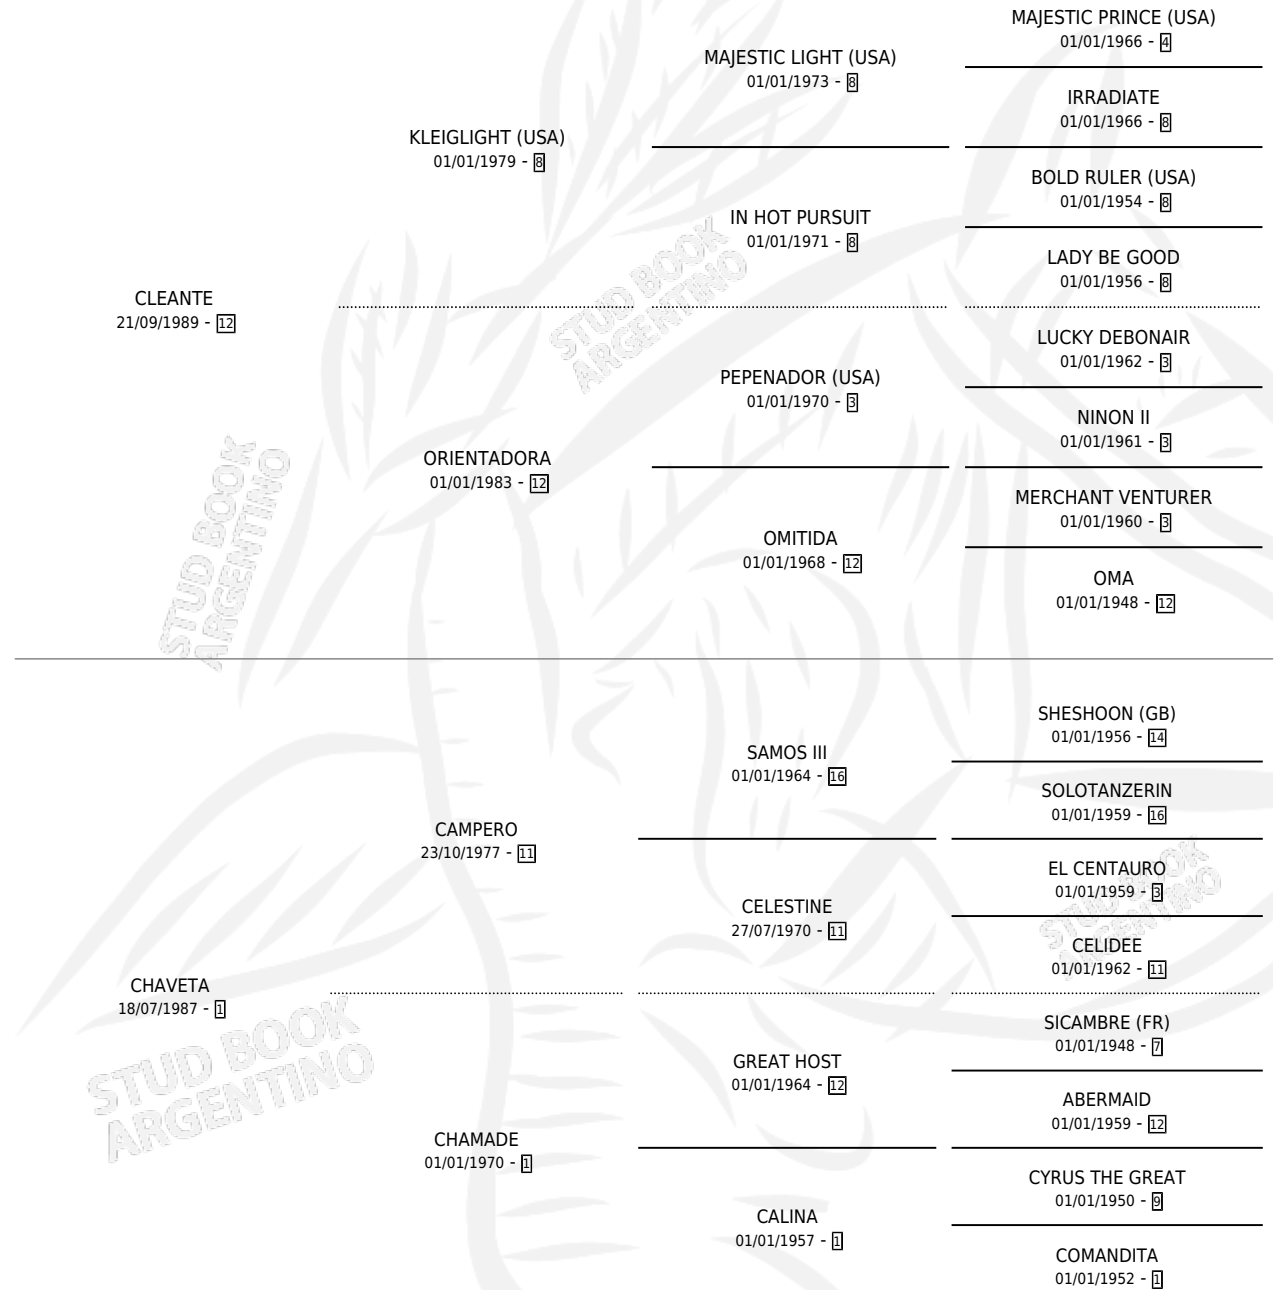 MAJESTIC PRINCE (USA)
01/01/1966 - 4
MAJESTIC LIGHT (USA)
01/01/1973 - 8
IRRADIATE
01/01/1966 - 8
KLEIGLIGHT (USA)
01/01/1979 - 8
BOLD RULER (USA)
01/01/1954 - 8
IN HOT PURSUIT
01/01/1971 - 8
LADY BE GOOD
01/01/1956 - 8
CLEANTE
21/09/1989 - 12
LUCKY DEBONAIR
01/01/1962 - 3
PEPENADOR (USA)
01/01/1970 - 3
NINON II
01/01/1961 - 3
ORIENTADORA
01/01/1983 - 12
MERCHANT VENTURER
01/01/1960 - 3
OMITIDA
01/01/1968 - 12
OMA
01/01/1948 - 12
SHESHOON (GB)
01/01/1956 - 14
SAMOS III
01/01/1964 - 16
SOLOTANZERIN
01/01/1959 - 16
CAMPERO
23/10/1977 - 11
EL CENTAURO
01/01/1959 - 3
CELESTINE
27/07/1970 - 11
CELIDEE
01/01/1962 - 11
CHAVETA
18/07/1987 - 1
SICAMBRE (FR)
01/01/1948 - 7
GREAT HOST
01/01/1964 - 12
ABERMAID
01/01/1959 - 12
CHAMADE
01/01/1970 - 1
CYRUS THE GREAT
01/01/1950 - 9
CALINA
01/01/1957 - 1
COMANDITA
01/01/1952 - 1
STUD BOOK
ARGENTINO
STUD BOOK
ARGENTINO
STUD BOOK
ARGENTINO
STUD BOOK
ARGENTINO